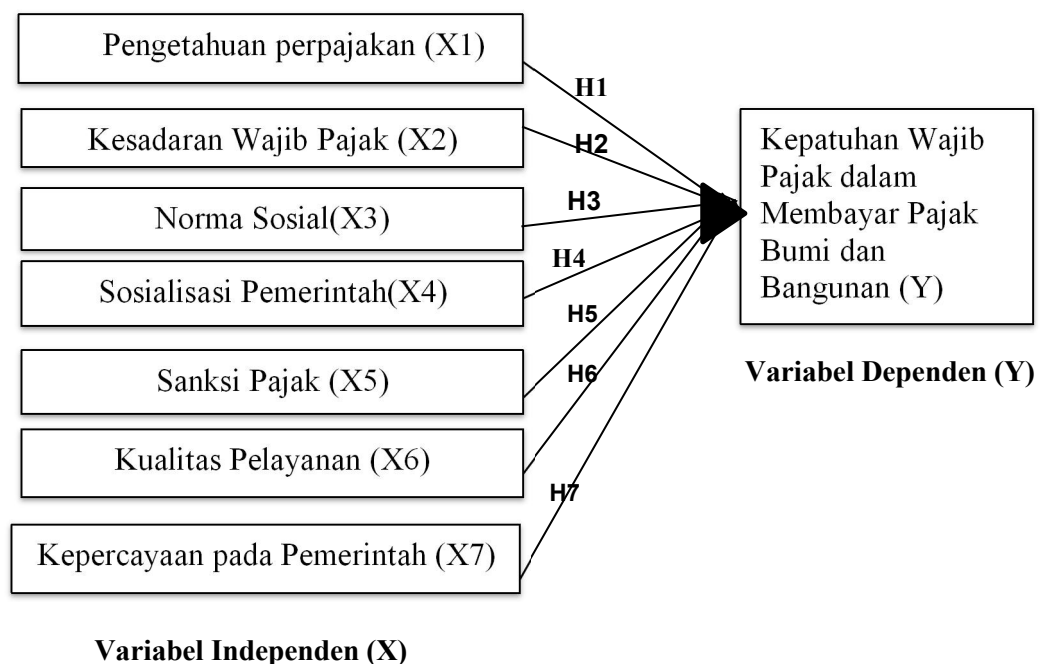 Pengetahuan perpajakan (X1)
H1
Kesadaran Wajib Pajak (X2)
H2
Norma Sosial(X3)
H3
Sosialisasi Pemerintah(X4)
H4
Sanksi Pajak (X5)
H5
Kualitas Pelayanan (X6)
H6
Kepercayaan pada Pemerintah (X7)
H7
Variabel Independen (X)
Kepatuhan Wajib
Pajak dalam
Membayar Pajak
Bumi dan
Bangunan (Y)
Variabel Dependen (Y)